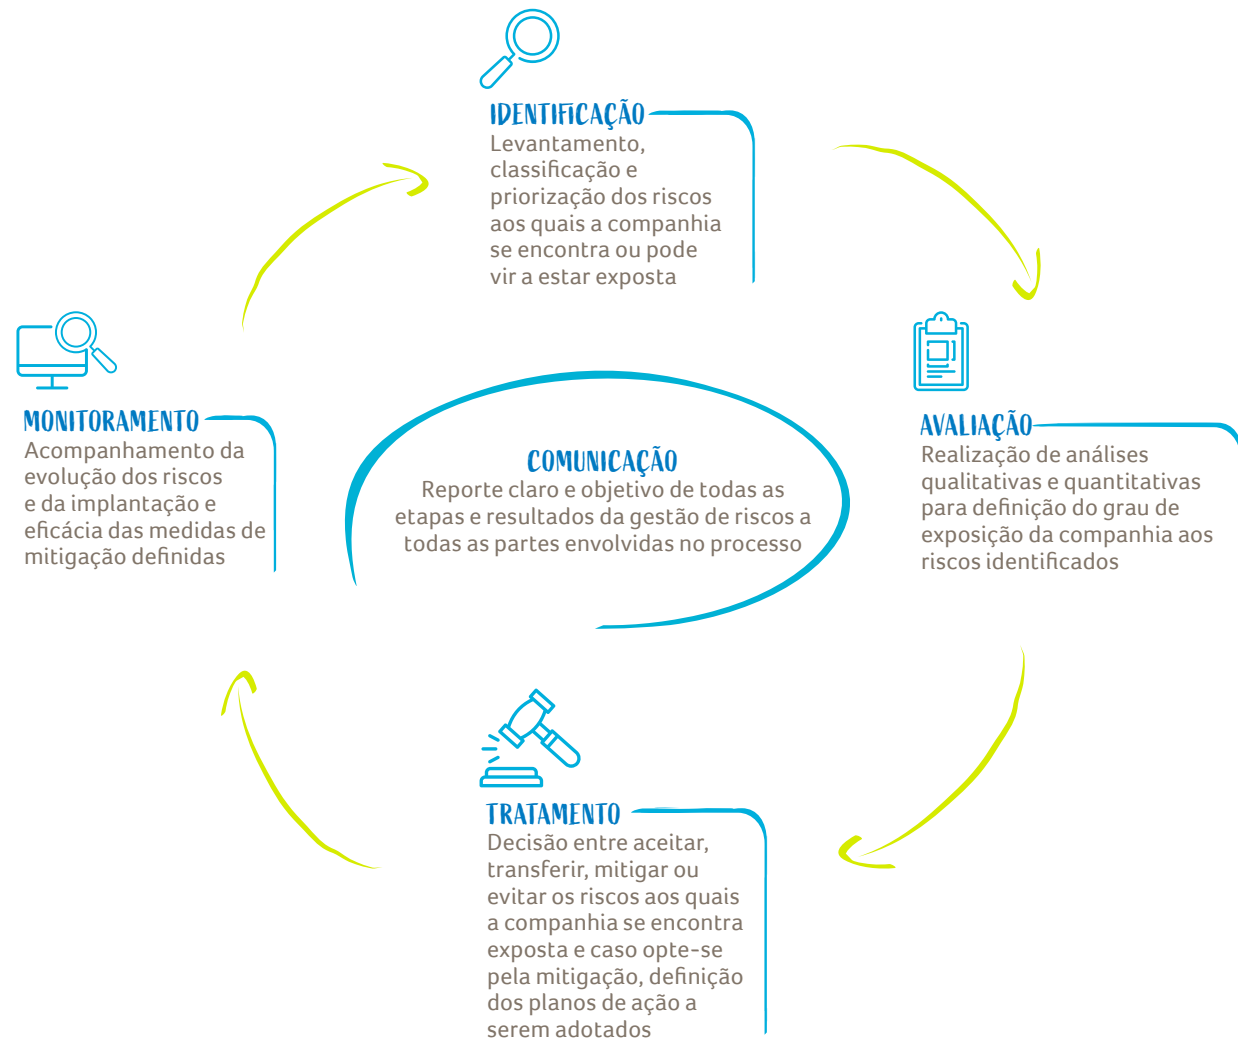 IDENTIFICAÇÃO
Levantamento,
classificação e
priorização dos riscos
aos quais a companhia
se encontra ou pode
vir a estar exposta
MONITORAMENTO
Acompanhamento da
evolução dos riscos
e da implantação e
eficácia das medidas de
mitigação definidas
COMUNICAÇÃO
Reporte claro e objetivo de todas as
etapas e resultados da gestão de riscos a
todas as partes envolvidas no processo
AVALIAÇÃO
Realização de análises
qualitativas e quantitativas
para definição do grau de
exposição da companhia aos
riscos identificados
TRATAMENTO
Decisão entre aceitar,
transferir, mitigar ou
evitar os riscos aos quais
a companhia se encontra
exposta e caso opte-se
pela mitigação, definição
dos planos de ação a
serem adotados